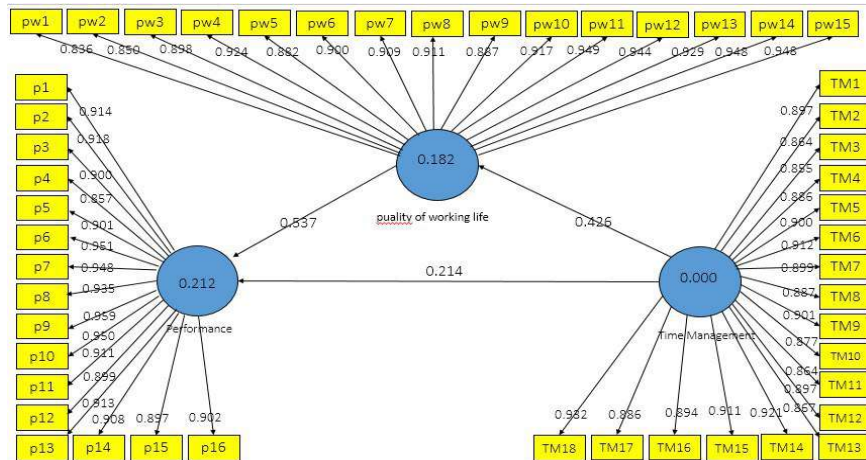 pw1 pw2 pw3 pw4 pw5 pw6 pw7 pw8 pw9 pw10 pw11 pw12 pw13 pw14 pw15
0.836 0.850 0.898 0.924 0.882 0.900 0.909 0.911 0.887 0.917 0.949 0.944 0.929 0.948 0.948
p1
p2
p3
p4
p5
p6
p7
p8
p9
p10
p11
p12
p13 p14 p15 p16
0.914
0.918
0.900
0.857
0.901
0.951
0.948
0.935
0.959
0.950
0.911
0.899
0.913
0.908 0.897 0.902
0.182
puality of working life
0.537
0.426
0.214
0.212
Performance
0.000
Time Management
TM1
TM2
TM3
TM4
TM5
TM6
TM7
TM8
TM9
TM10
TM11
TM12
TM13
0.897
0.864
0.855
0.886
0.900
0.912
0.899
0.887
0.901
0.877
0.864
0.897
0.867
0.932 0.886 0.894 0.911 0.921
TM18 TM17 TM16 TM15 TM14